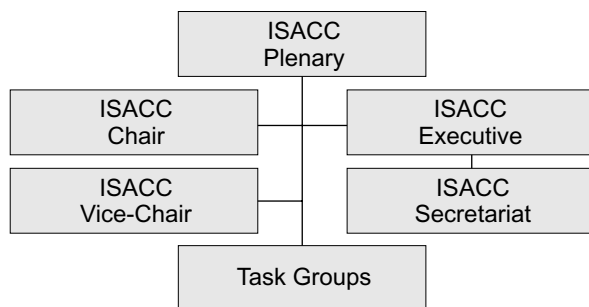 ISACC
Plenary
ISACC
Chair
ISACC
Executive
ISACC
Vice-Chair
ISACC
Secretariat
Task Groups